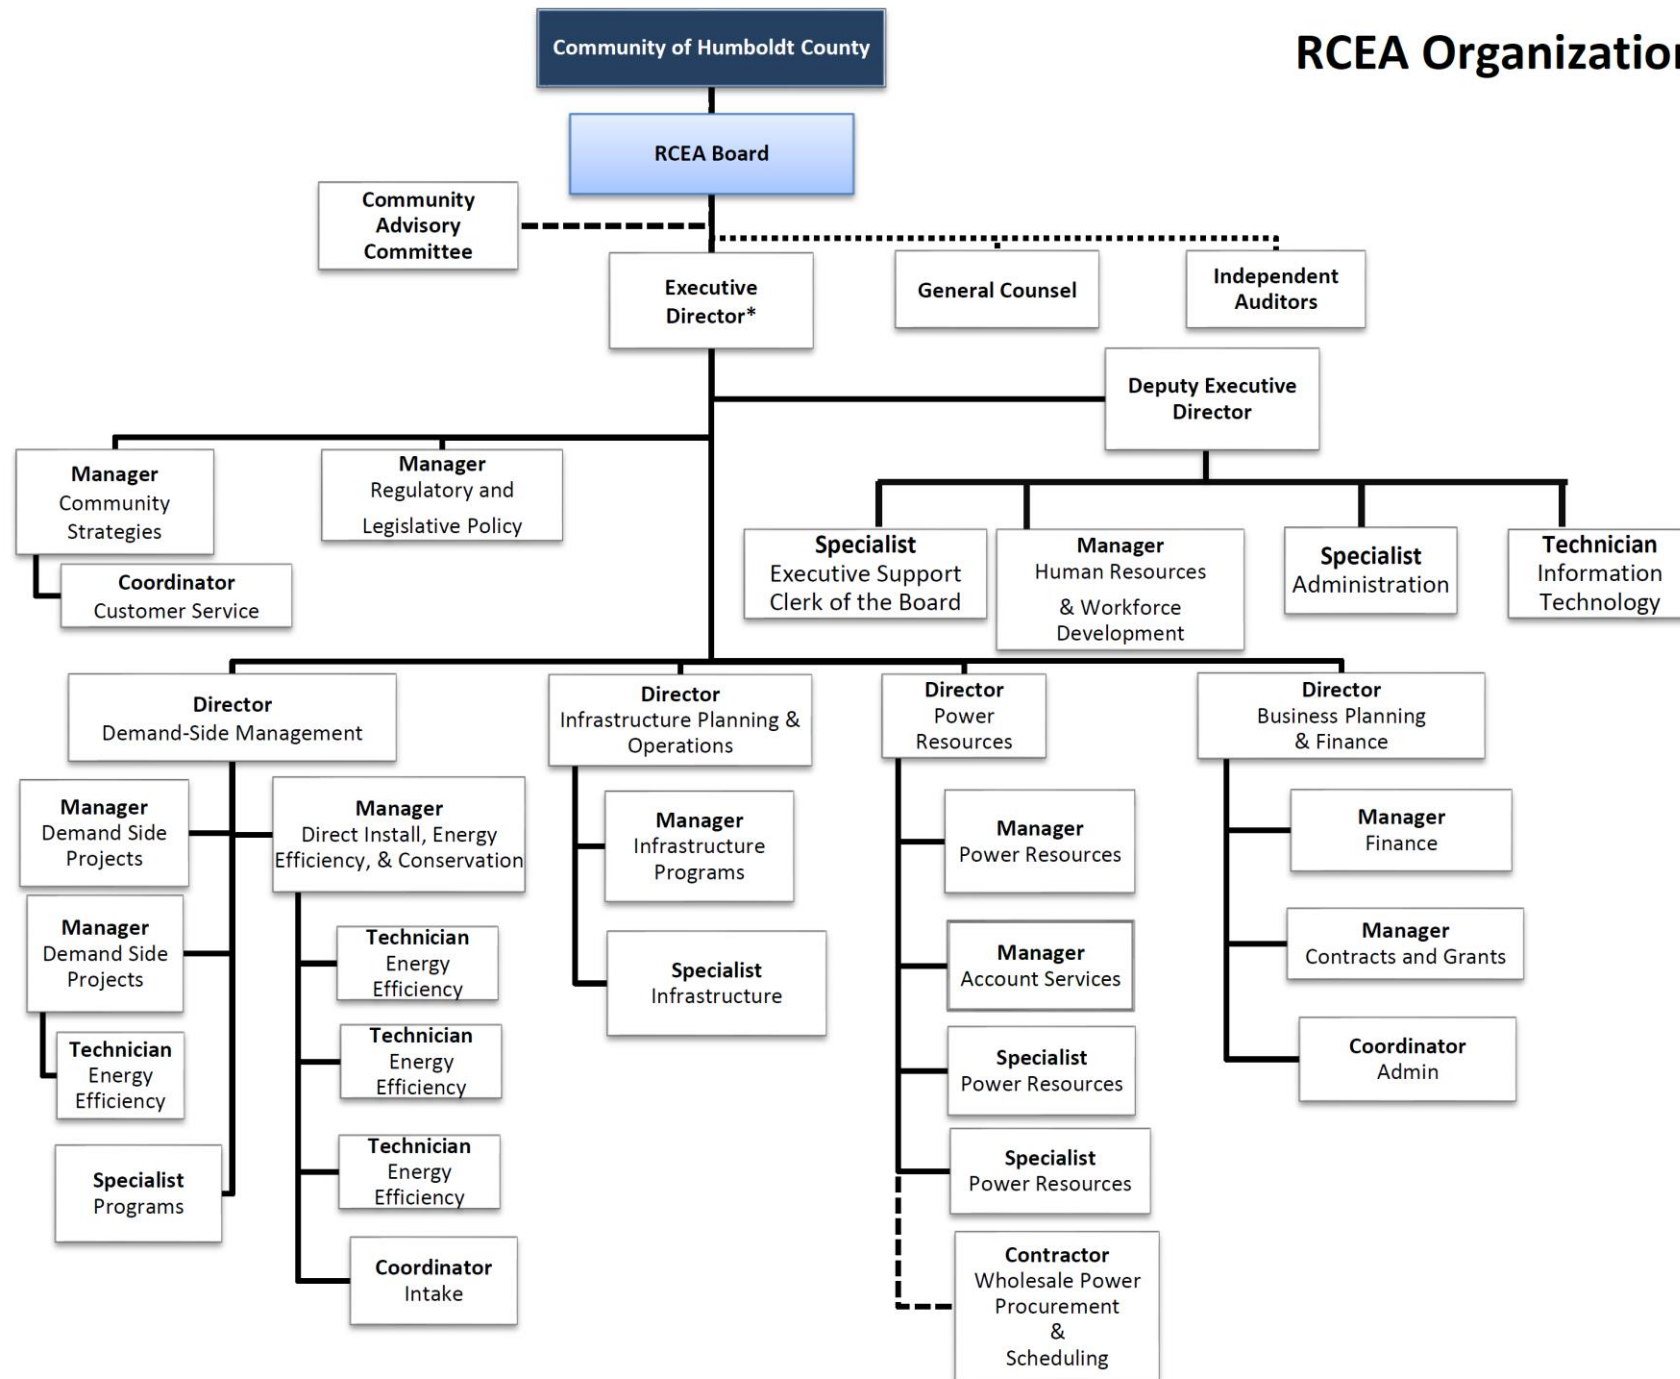 RCEA Organization
Community of Humboldt County
RCEA Board
Community
Advisory
Committee
Executive
Director*
General Counsel
Independent
Auditors
Deputy Executive
Director
Manager
Community
Strategies
Manager
Regulatory and
Legislative Policy
Coordinator
Customer Service
Specialist
Executive Support
Clerk of the Board
Manager
Human Resources
& Workforce
Development
Specialist
Administration
Technician
Information
Technology
Director
Demand-Side Management
Director
Infrastructure Planning &
Operations
Director
Power
Resources
Director
Business Planning
& Finance
Manager
Demand Side
Projects
Manager
Direct Install, Energy
Efficiency, & Conservation
Manager
Demand Side
Projects
Technician
Energy
Efficiency
Specialist
Programs
Technician
Energy
Efficiency
Technician
Energy
Efficiency
Technician
Energy
Efficiency
Coordinator
Intake
Manager
Infrastructure
Programs
Specialist
Infrastructure
Manager
Power Resources
Manager
Account Services
Specialist
Power Resources
Specialist
Power Resources
Contractor
Wholesale Power
Procurement
&
Scheduling
Manager
Finance
Manager
Contracts and Grants
Coordinator
Admin